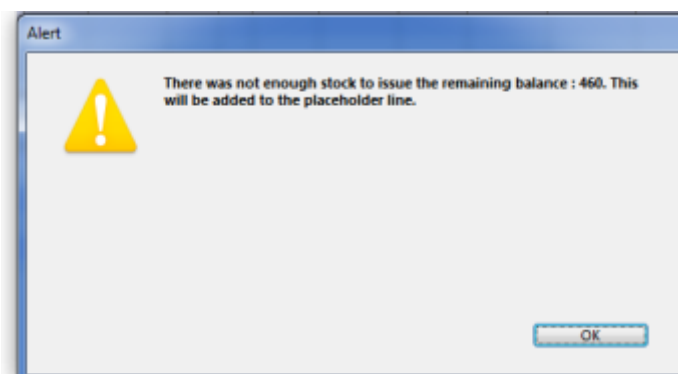 Alert
There was not enough stock to issue the remaining balance : 460. This
will be added to the placeholder line.
OK